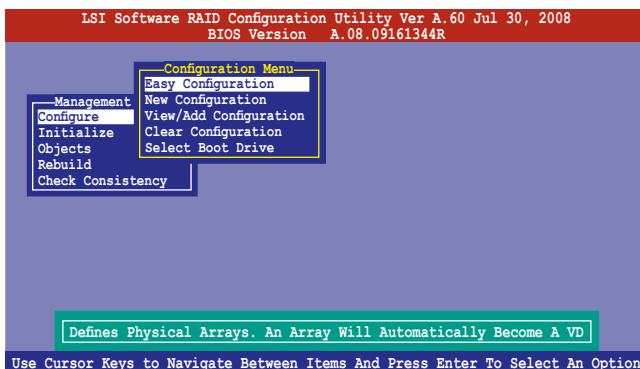 LSI Software RAID Configuration Utility Ver A.60 Jul 30, 2008
BIOS Version A.08.09161344R
Configuration Menu
Easy Configuration
New Configuration
View/Add Configuration
Clear Configuration
Select Boot Drive
Management
Configure
Initialize
Objects
Rebuild
Check Consistency
Defines Physical Arrays. An Array Will Automatically Become A VD
Use Cursor Keys to Navigate Between Items And Press Enter To Select An Option